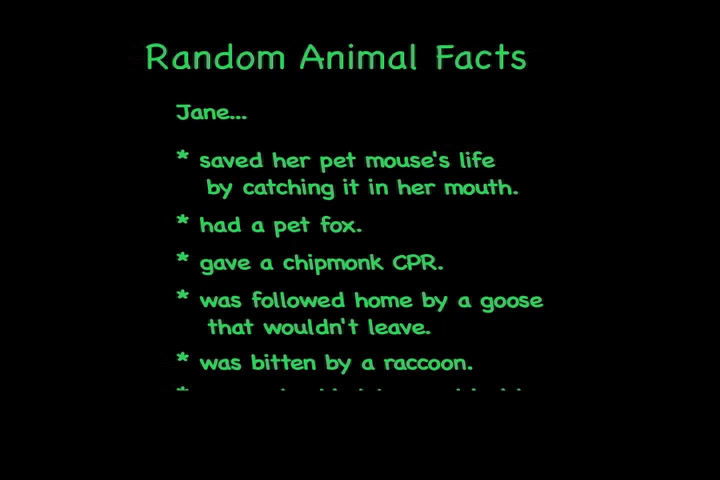 Random Animal Facts
Jane...
* saved her pet mouse's life
by catching it in her mouth.
* had a pet fox.
* gave a chipmonk CPR.
* was followed home by a goose
that wouldn't leave.
* was bitten by a raccoon.